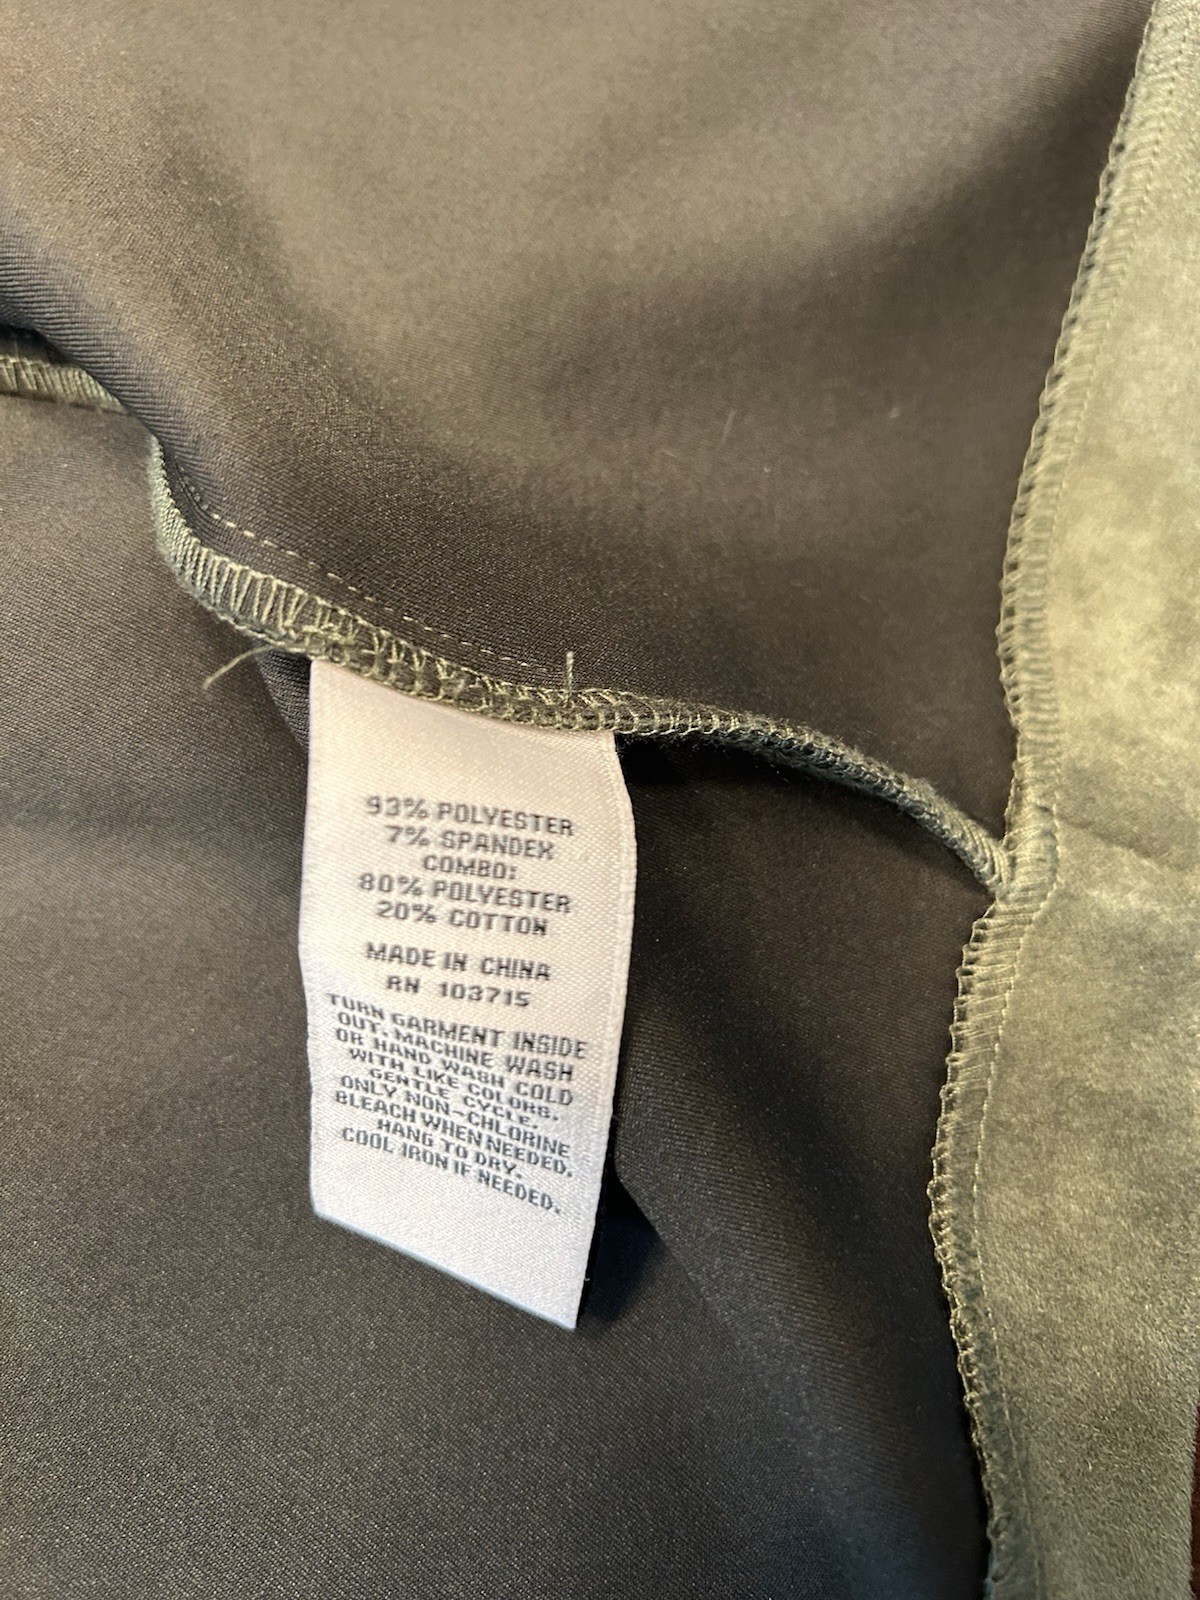 93% POLYESTER
7% SPANDEX
COMBO:
80% POLYESTER
20% COTTON
MADE IN CHINA
RN 103715
TURN GARMENT INSIDE
OUT. MACHINE WASH
OR HAND WASH COLD
WITH LIKE COLORS.
GENTLE CYCLE.
ONLY NON-CHLORINE
BLEACH WHEN NEEDED.
HANG TO DRY.
COOL IRON IF NEEDED.